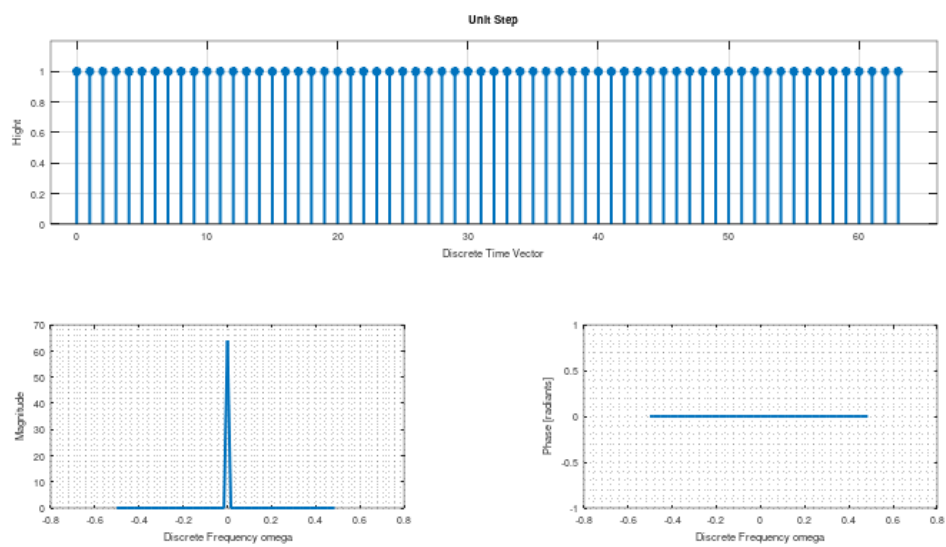 Unit Step
Hight
1
0.8
0.6
0.4
0.2
0
0 10 20 30 40 50 60
Discrete Time Vector
Magnitude
70
60
50
40
30
20
10
0
-0.8 -0.6 -0.4 -0.2 0 0.2 0.4 0.6 0.8
Discrete Frequency omega
Phase [radiants]
1
0.5
0
-0.5
-1
-0.8 -0.6 -0.4 -0.2 0 0.2 0.4 0.6 0.8
Discrete Frequency omega